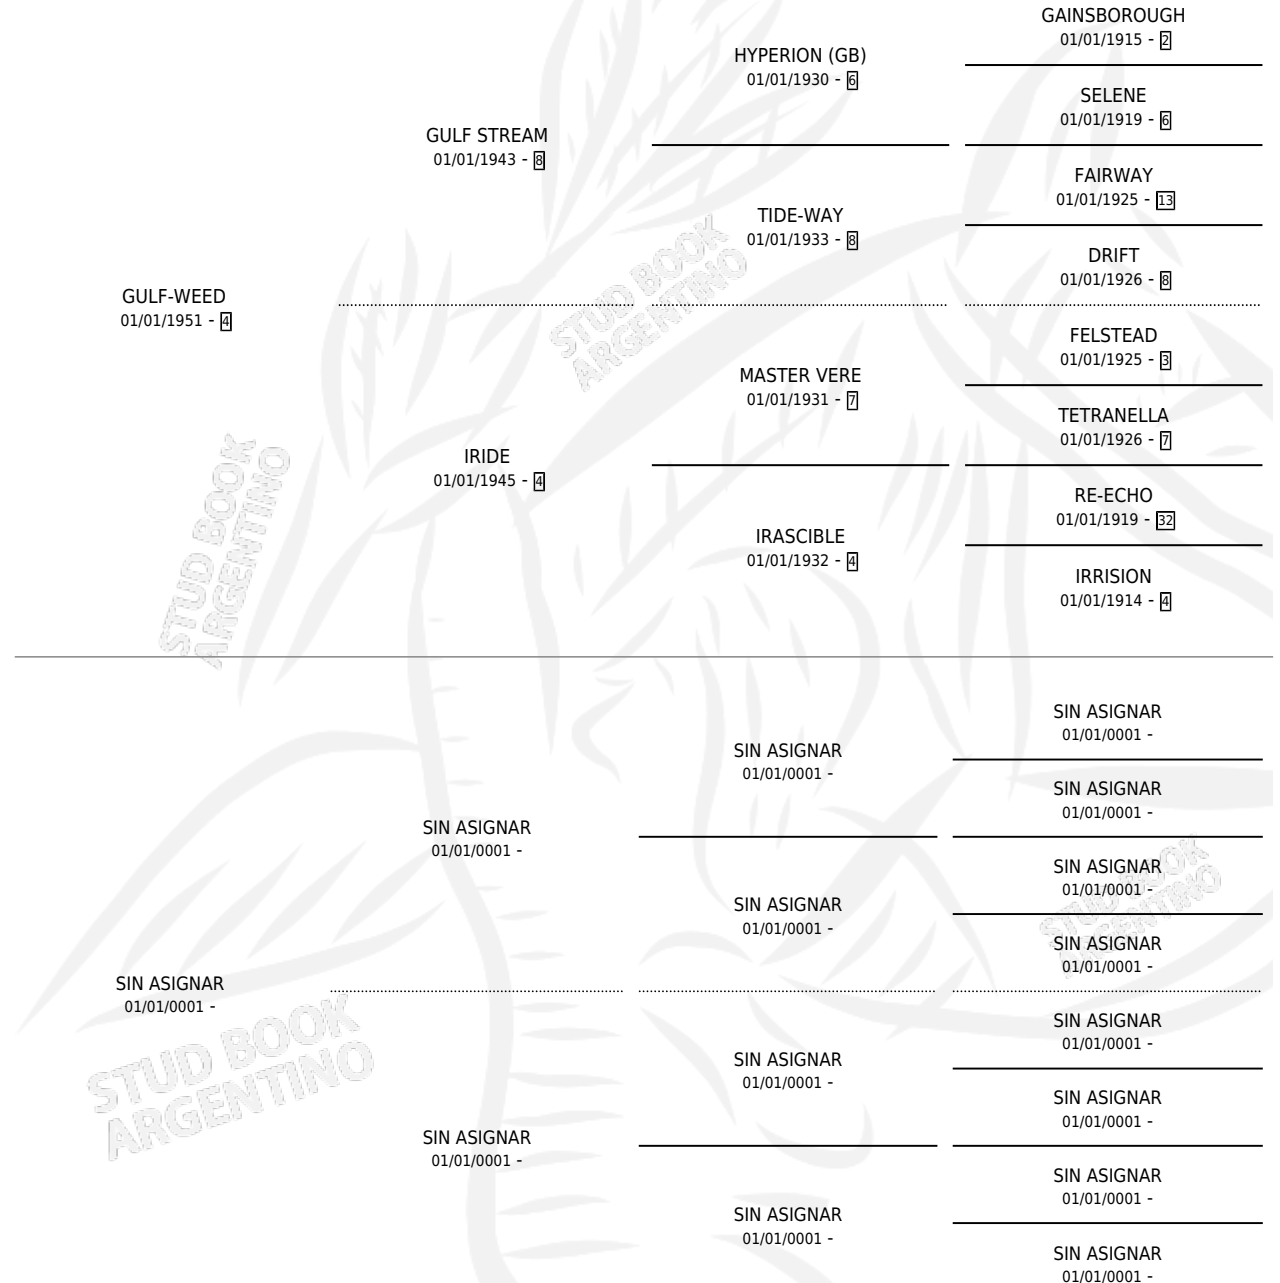 GAINSBOROUGH
01/01/1915 - 2
HYPERION (GB)
01/01/1930 - 6
SELENE
01/01/1919 - 6
GULF STREAM
01/01/1943 - 8
FAIRWAY
01/01/1925 - 13
TIDE-WAY
01/01/1933 - 8
DRIFT
01/01/1926 - 8
GULF-WEED
01/01/1951 - 4
STUD BOOK
ARGENTINO
FELSTEAD
01/01/1925 - 3
MASTER VERE
01/01/1931 - 7
TETRANELLA
01/01/1926 - 7
IRIDE
01/01/1945 - 4
RE-ECHO
01/01/1919 - 32
IRASCIBLE
01/01/1932 - 4
IRRISION
01/01/1914 - 4
STUD BOOK
ARGENTINO
SIN ASIGNAR
01/01/0001 -
SIN ASIGNAR
01/01/0001 -
SIN ASIGNAR
01/01/0001 -
SIN ASIGNAR
01/01/0001 -
SIN ASIGNAR
01/01/0001 -
SIN ASIGNAR
01/01/0001 -
SIN ASIGNAR
01/01/0001 -
STUD BOOK
ARGENTINO
SIN ASIGNAR
01/01/0001 -
SIN ASIGNAR
01/01/0001 -
SIN ASIGNAR
01/01/0001 -
SIN ASIGNAR
01/01/0001 -
STUD BOOK
ARGENTINO
SIN ASIGNAR
01/01/0001 -
SIN ASIGNAR
01/01/0001 -
SIN ASIGNAR
01/01/0001 -
SIN ASIGNAR
01/01/0001 -